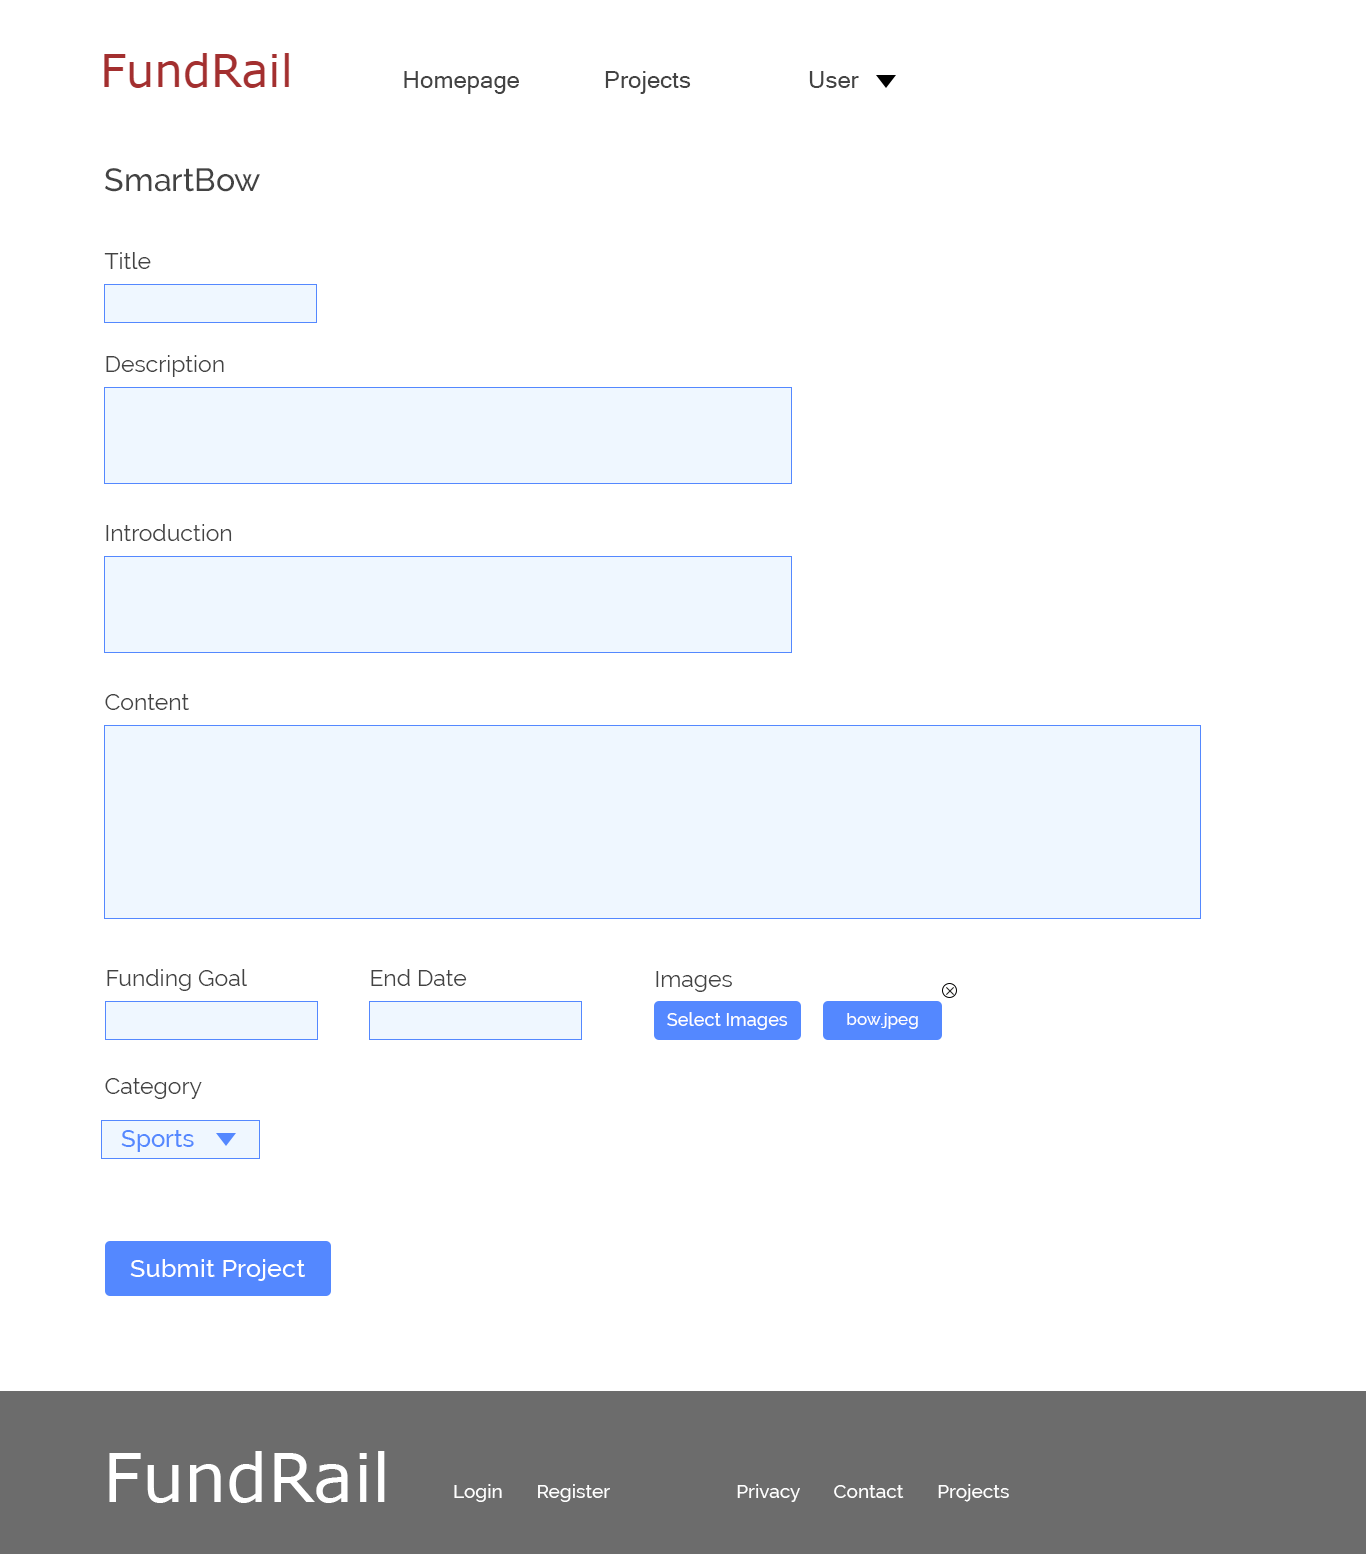 FundRail Homepage Projects User
SmartBow
Title
Description
Introduction
Content
Funding Goal End Date Images
Select Images bow.jpeg
Category
Sports
Submit Project
FundRail Login Register Privacy Contact Projects